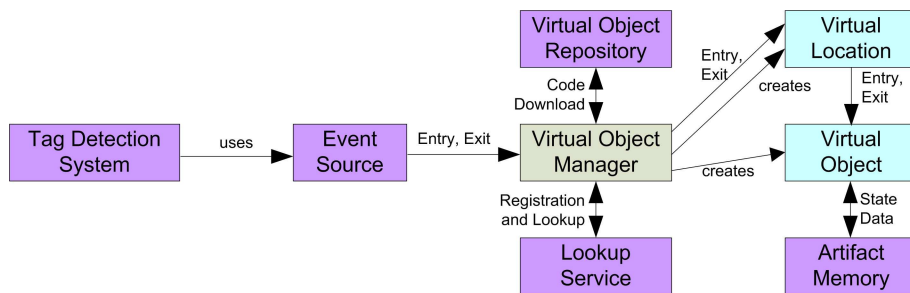 Virtual Object
Repository
Virtual
Location
Entry,
Exit
Code
Download
creates
Entry,
Exit
Tag Detection
System
uses
Event
Source
Entry, Exit
Virtual Object
Manager
creates
Virtual
Object
Registration
and Lookup
State
Data
Lookup
Service
Artifact
Memory